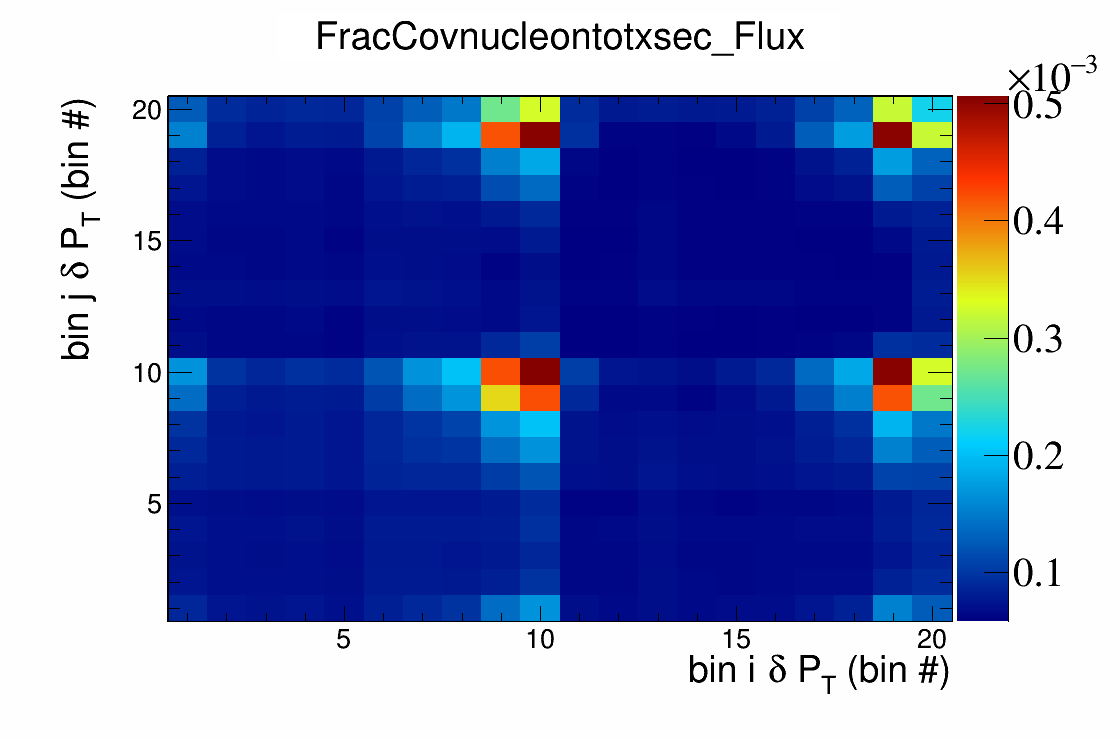 FracCovnucleontotxsec_Flux
×10⁻³
bin j δ P_T (bin #)
20
15
10
5
0.5
0.4
0.3
0.2
0.1
5 10 15 20
bin i δ P_T (bin #)